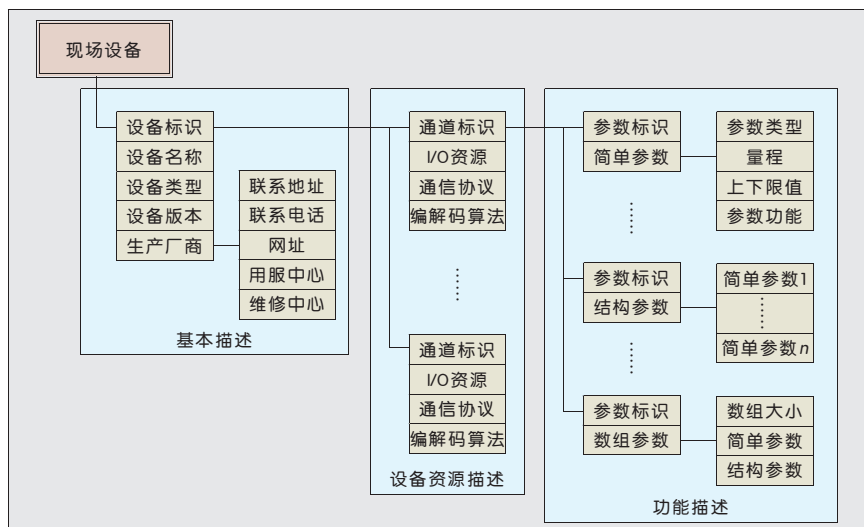 现场设备
设备标识
设备名称
设备类型
设备版本
生产厂商
联系地址
联系电话
网址
用服中心
维修中心
基本描述
通道标识
I/O资源
通信协议
编解码算法
……
通道标识
I/O资源
通信协议
编解码算法
设备资源描述
参数标识
简单参数
参数类型
量程
上下限值
参数功能
……
参数标识
结构参数
简单参数1
……
简单参数n
……
参数标识
数组参数
数组大小
简单参数
结构参数
功能描述